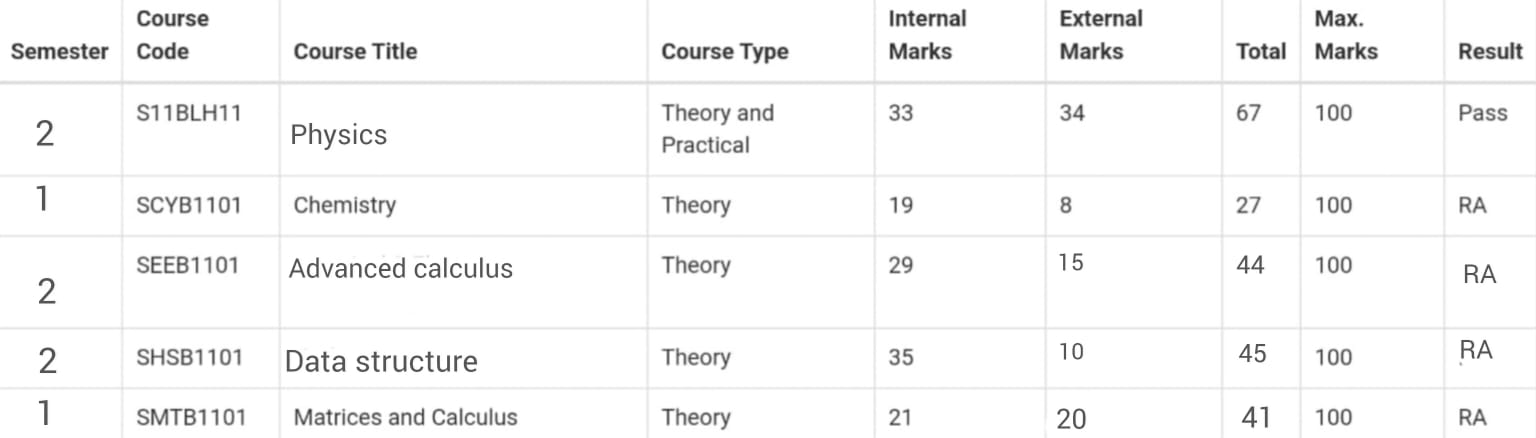 Semester Course Code Course Title Course Type Internal Marks External Marks Total Max. Marks Result
2 S11BLH11 Physics Theory and Practical 33 34 67 100 Pass
1 SCYB1101 Chemistry Theory 19 8 27 100 RA
2 SEEB1101 Advanced calculus Theory 29 15 44 100 RA
2 SHSB1101 Data structure Theory 35 10 45 100 RA
1 SMTB1101 Matrices and Calculus Theory 21 20 41 100 RA